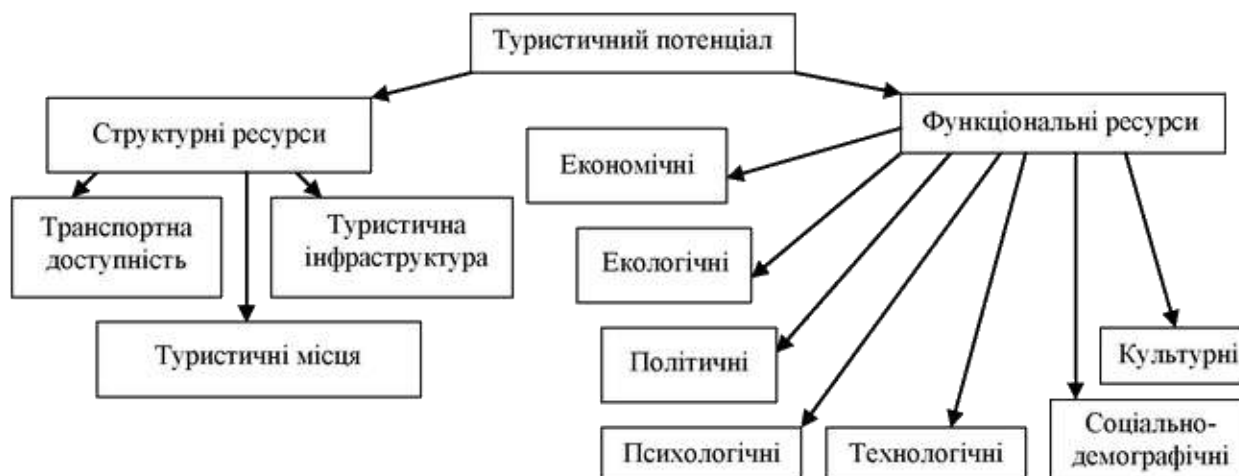 Туристичний потенціал
Структурні ресурси
Функціональні ресурси
Економічні
Транспортна
доступність
Туристична
інфраструктура
Екологічні
Туристичні місця
Політичні
Культурні
Психологічні
Технологічні
Соціально-
демографічні